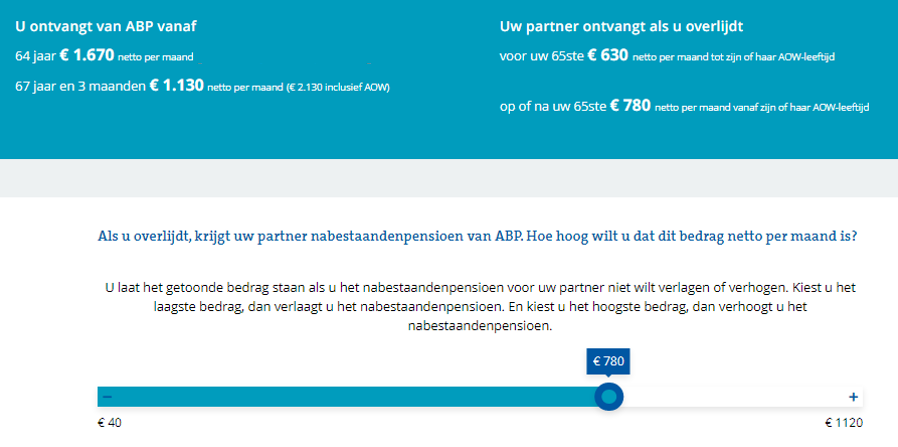 U ontvangt van ABP vanaf
64 jaar € 1.670 netto per maand
67 jaar en 3 maanden € 1.130 netto per maand (€ 2.130 inclusief AOW)
Uw partner ontvangt als u overlijdt
voor uw 65ste € 630 netto per maand tot zijn of haar AOW-leeftijd
op of na uw 65ste € 780 netto per maand vanaf zijn of haar AOW-leeftijd
Als u overlijdt, krijgt uw partner nabestaandenpensioen van ABP. Hoe hoog wilt u dat dit bedrag netto per maand is?
U laat het getoonde bedrag staan als u het nabestaandenpensioen voor uw partner niet wilt verlagen of verhogen. Kiest u het
laagste bedrag, dan verlaagt u het nabestaandenpensioen. En kiest u het hoogste bedrag, dan verhoogt u het
nabestaandenpensioen.
€ 780
− +
€ 40 € 1120